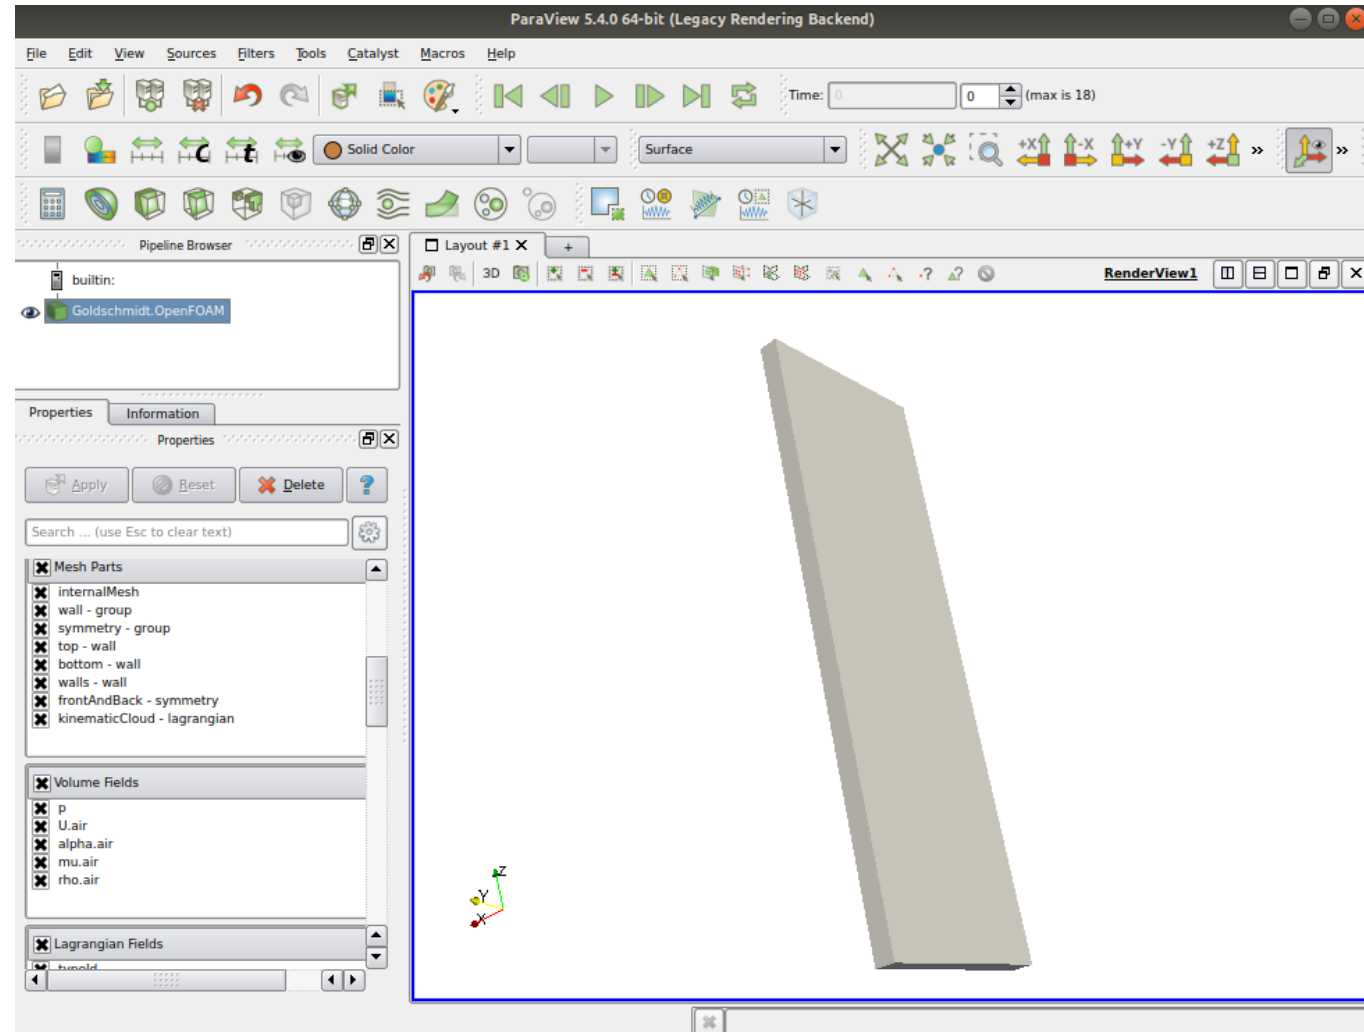 ParaView 5.4.0 64-bit (Legacy Rendering Backend)
File Edit View Sources Filters Tools Catalyst Macros Help
Time: 0 0 (max is 18)
Solid Color Surface +X -X +Y -Y +Z » »
Pipeline Browser
Layout #1 +
builtin:
3D RenderView1
Goldschmidt.OpenFOAM
Properties Information
Properties
Apply Reset Delete ?
Search ... (use Esc to clear text)
Mesh Parts
internalMesh
wall - group
symmetry - group
top - wall
bottom - wall
walls - wall
frontAndBack - symmetry
kinematicCloud - lagrangian
Volume Fields
p
U.air
alpha.air
mu.air
rho.air
Lagrangian Fields
typeId
Z
Y
X